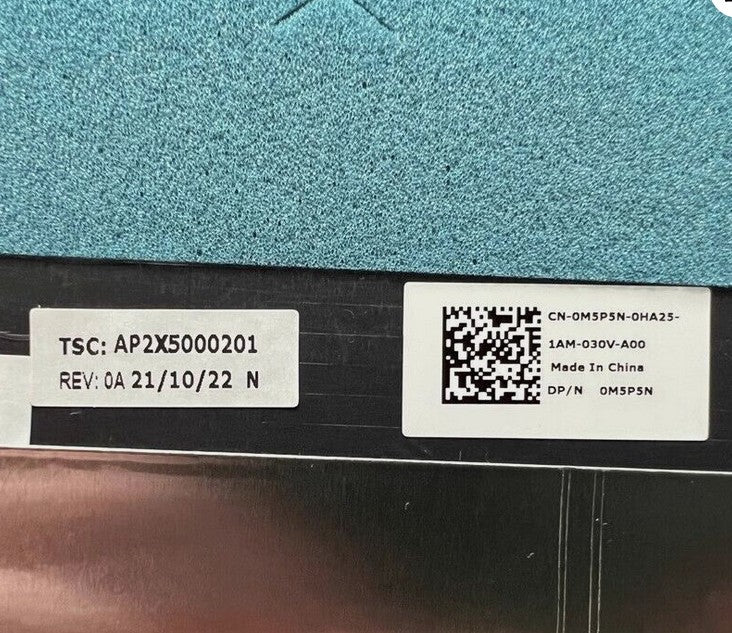 TSC: AP2X5000201
REV: 0A 21/10/22 N
CN-0M5P5N-0HA25-
1AM-030V-A00
Made In China
DP/N 0M5P5N